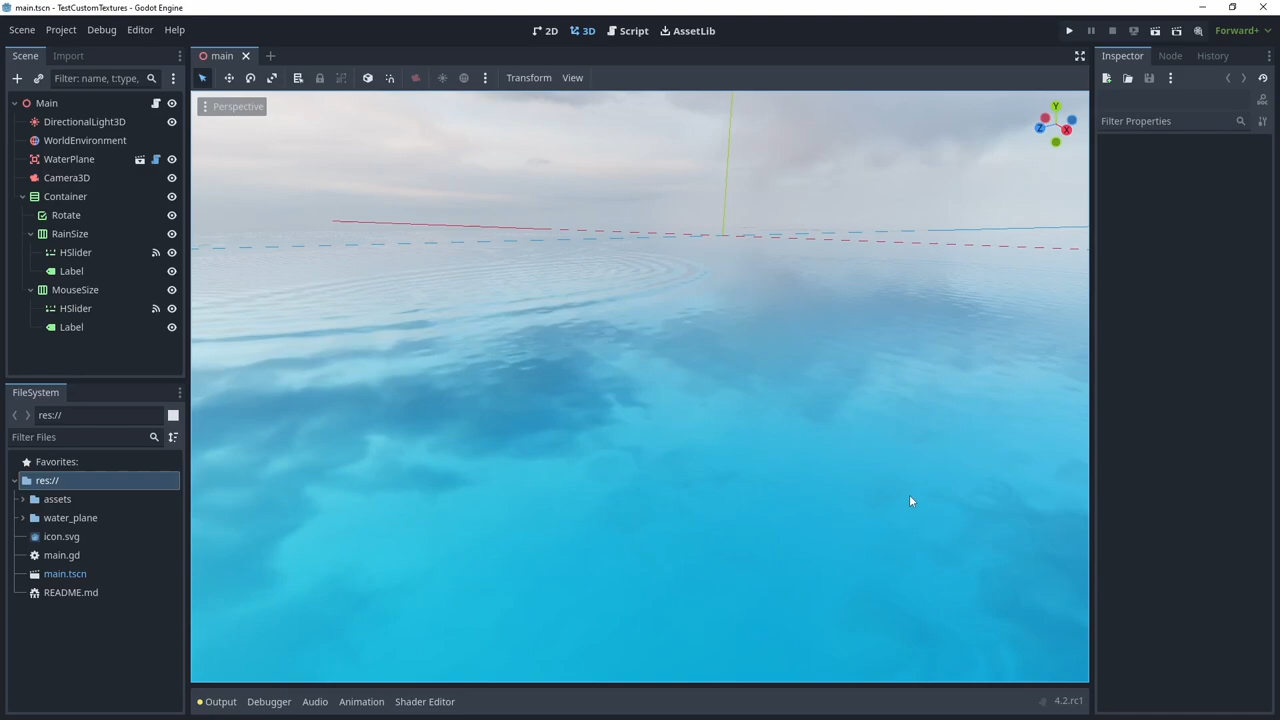 main.tscn - TestCustomTextures - Godot Engine
Scene Project Debug Editor Help
2D 3D Script AssetLib
Forward+
Scene Import
main
Inspector Node History
Filter: name, t:type,
Transform View
Perspective
Y
Z X
Filter Properties
Main
DirectionalLight3D
WorldEnvironment
WaterPlane
Camera3D
Container
Rotate
RainSize
HSlider
Label
MouseSize
HSlider
Label
FileSystem
res://
Filter Files
Favorites:
res://
assets
water_plane
icon.svg
main.gd
main.tscn
README.md
Output Debugger Audio Animation Shader Editor
4.2.rc1